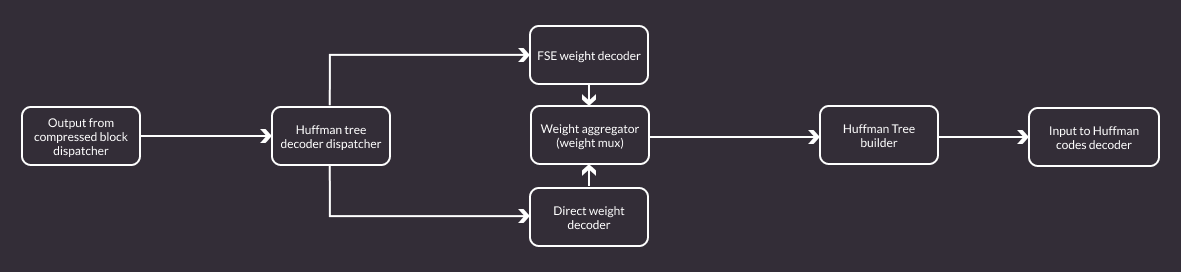 Output from
compressed block
dispatcher
Huffman tree
decoder dispatcher
FSE weight decoder
Weight aggregator
(weight mux)
Direct weight
decoder
Huffman Tree
builder
Input to Huffman
codes decoder